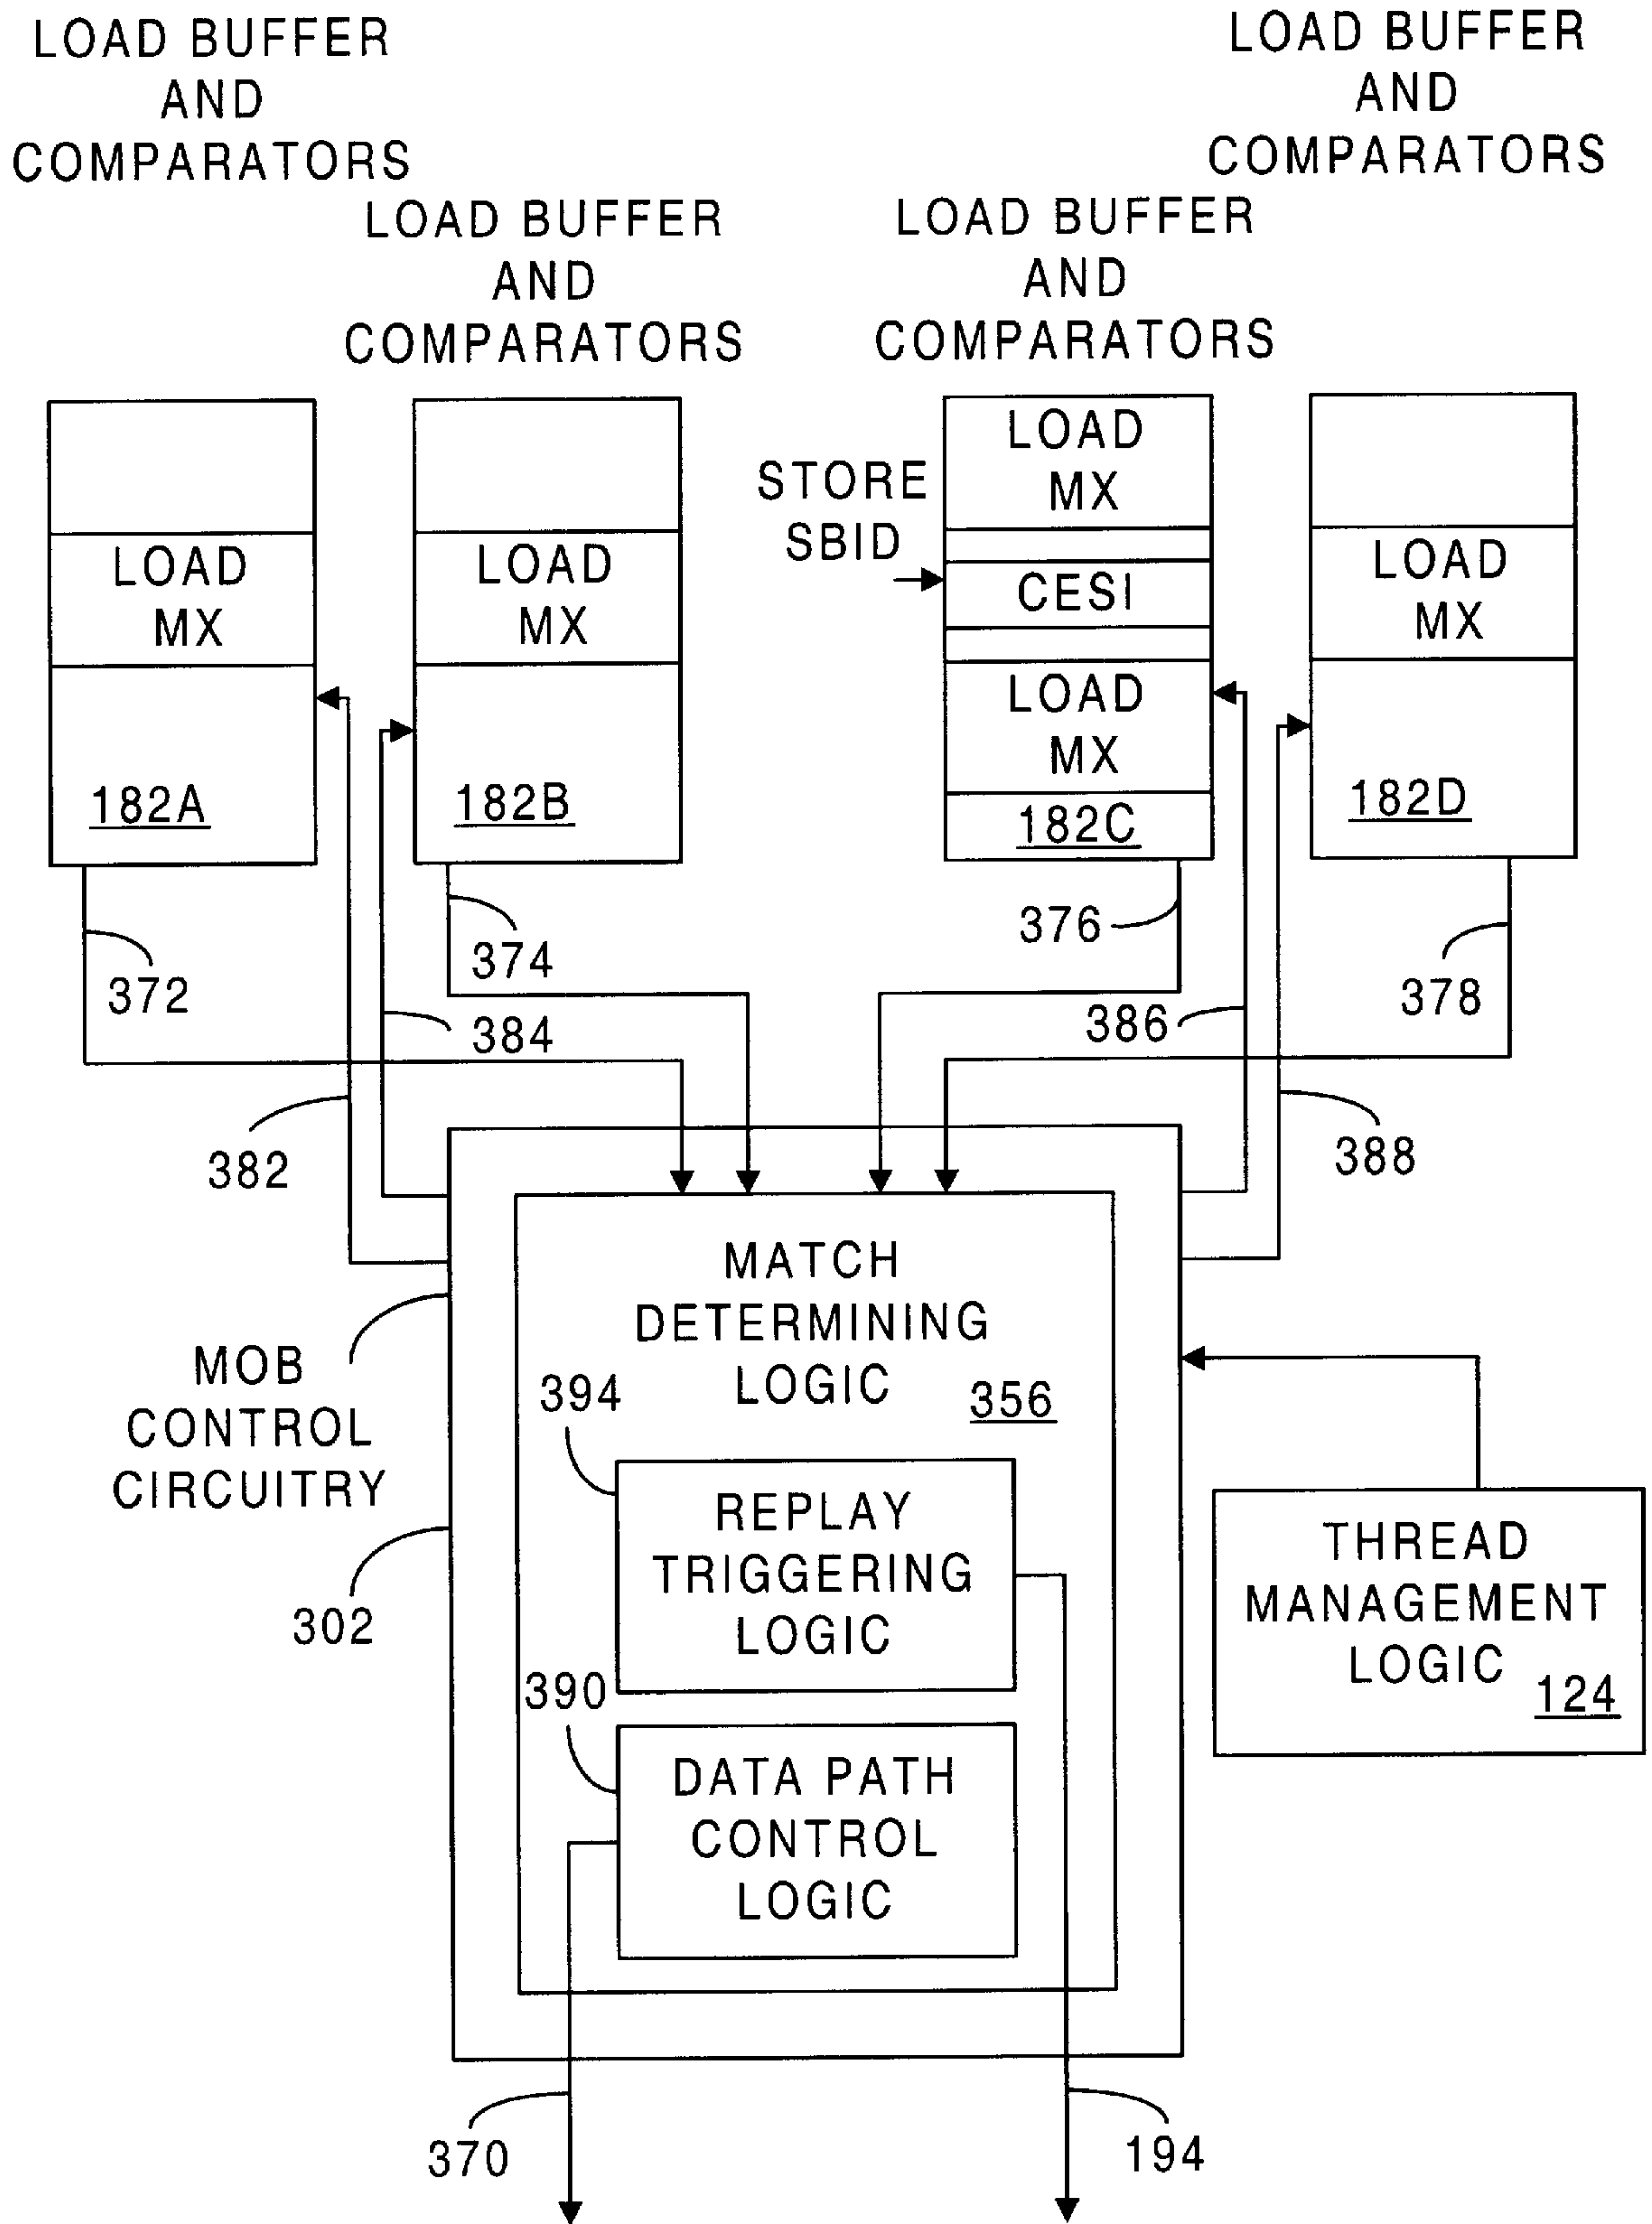 LOAD BUFFER
AND
COMPARATORS
LOAD BUFFER
AND
COMPARATORS
LOAD BUFFER
AND
COMPARATORS
LOAD BUFFER
AND
COMPARATORS
LOAD
MX
182A
LOAD
MX
182B
STORE
SBID
LOAD
MX
CESI
LOAD
MX
182C
LOAD
MX
182D
372
374
376
378
382
384
386
388
MATCH
DETERMINING
LOGIC
356
MOB
CONTROL
CIRCUITRY
302
394
REPLAY
TRIGGERING
LOGIC
390
DATA PATH
CONTROL
LOGIC
THREAD
MANAGEMENT
LOGIC
124
370
194